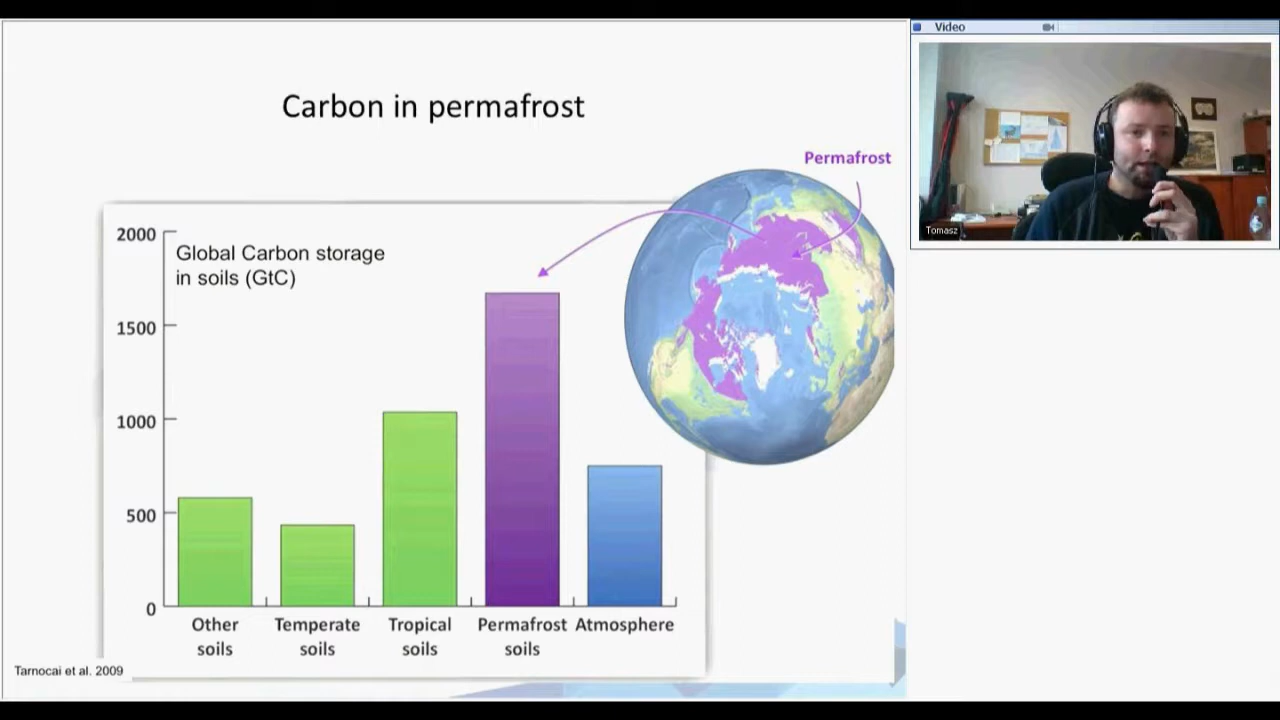 Carbon in permafrost
Video
Tomasz
Permafrost
Global Carbon storage
in soils (GtC)
2000
1500
1000
500
0
Other
soils
Temperate
soils
Tropical
soils
Permafrost
soils
Atmosphere
Tarnocai et al. 2009